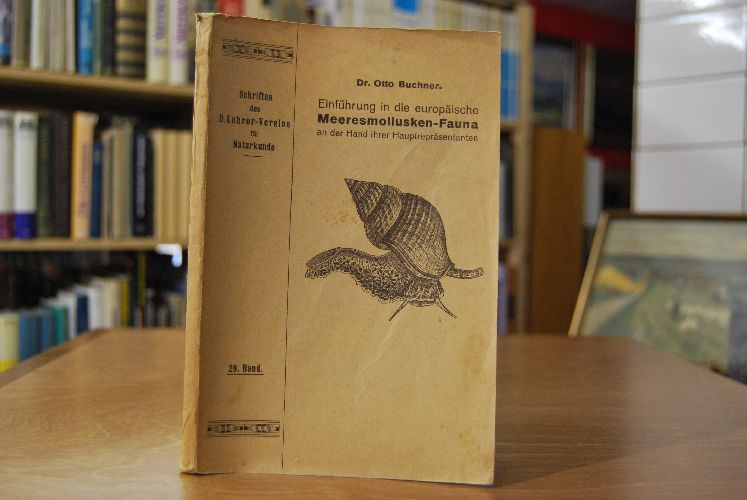 Schriften
des
D. Lehrer-Vereins
für
Naturkunde
29. Band.
Dr. Otto Buchner.
Einführung in die europäische
Meeresmollusken-Fauna
an der Hand ihrer Hauptrepräsentanten